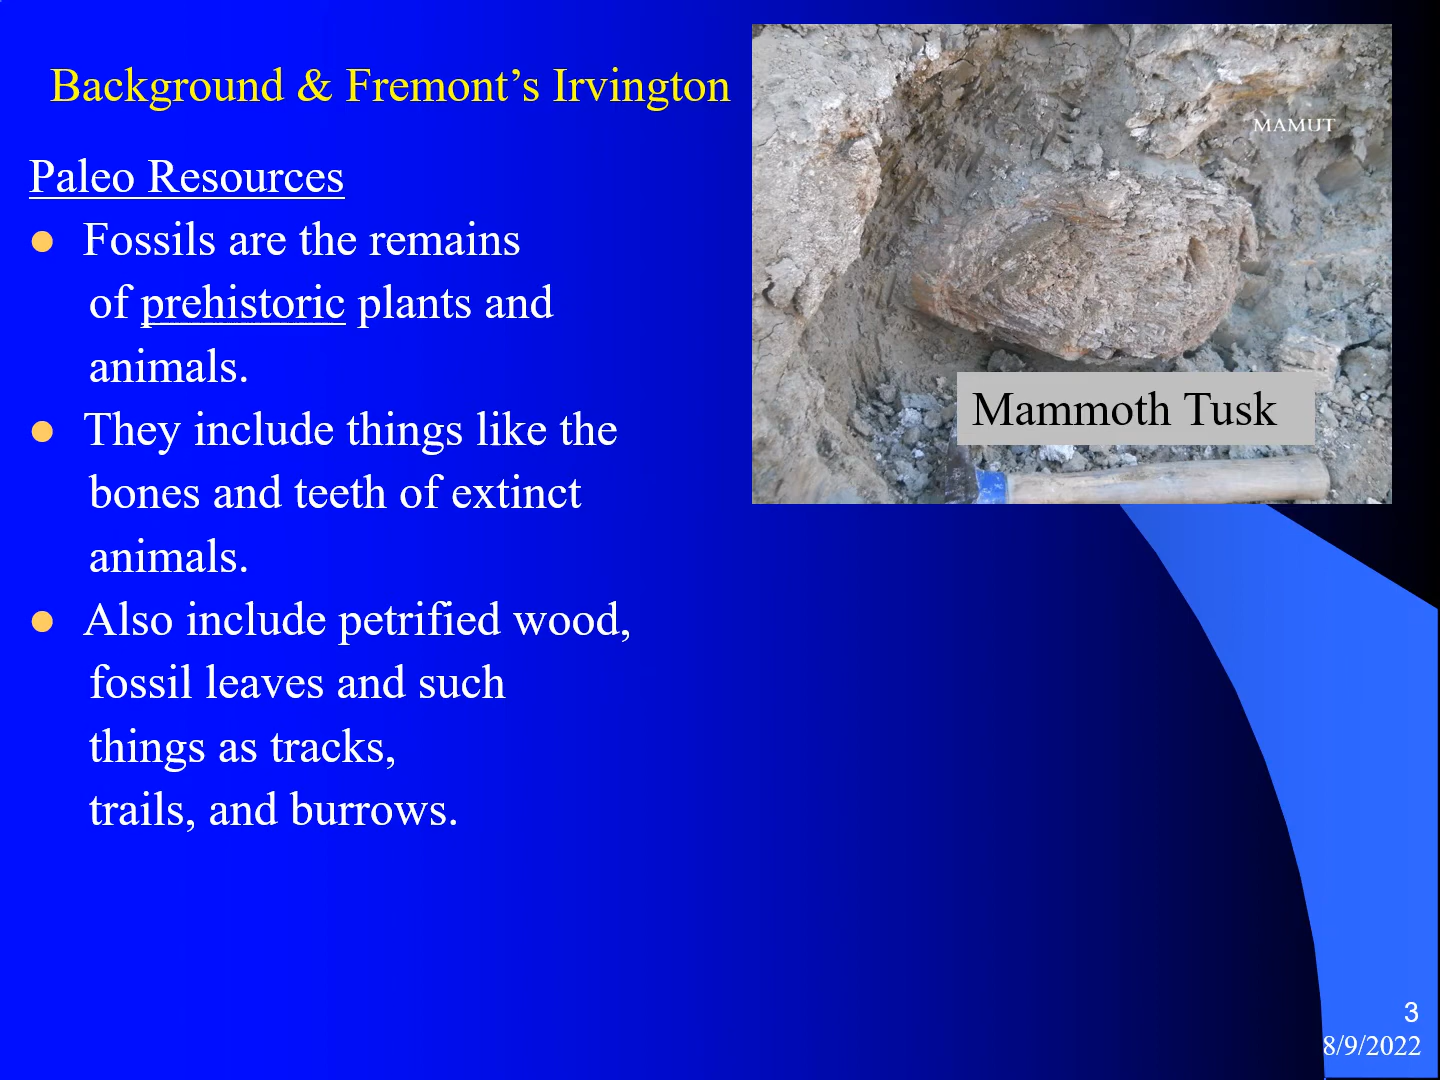 Background & Fremont’s Irvington
Paleo Resources
Fossils are the remains
of prehistoric plants and
animals.
They include things like the
bones and teeth of extinct
animals.
Also include petrified wood,
fossil leaves and such
things as tracks,
trails, and burrows.
MAMUT
Mammoth Tusk
3
8/9/2022